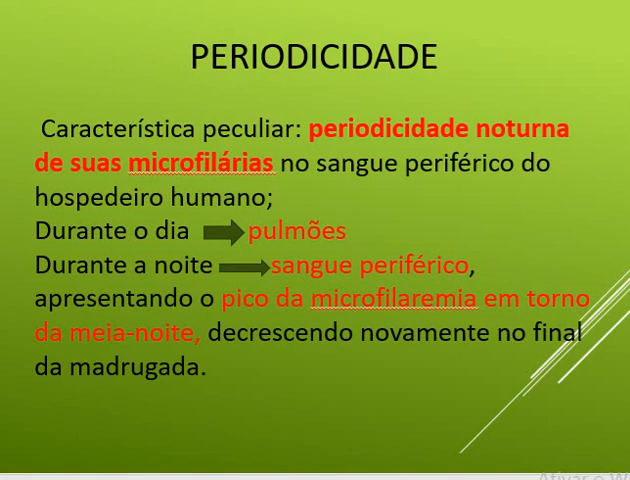 PERIODICIDADE
Característica peculiar: periodicidade noturna
de suas microfilárias no sangue periférico do
hospedeiro humano;
Durante o dia pulmões
Durante a noite sangue periférico,
apresentando o pico da microfilaremia em torno
da meia-noite, decrescendo novamente no final
da madrugada.